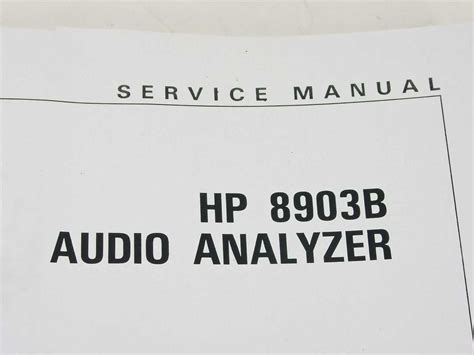 SERVICE MANUAL
HP 8903B
AUDIO ANALYZER